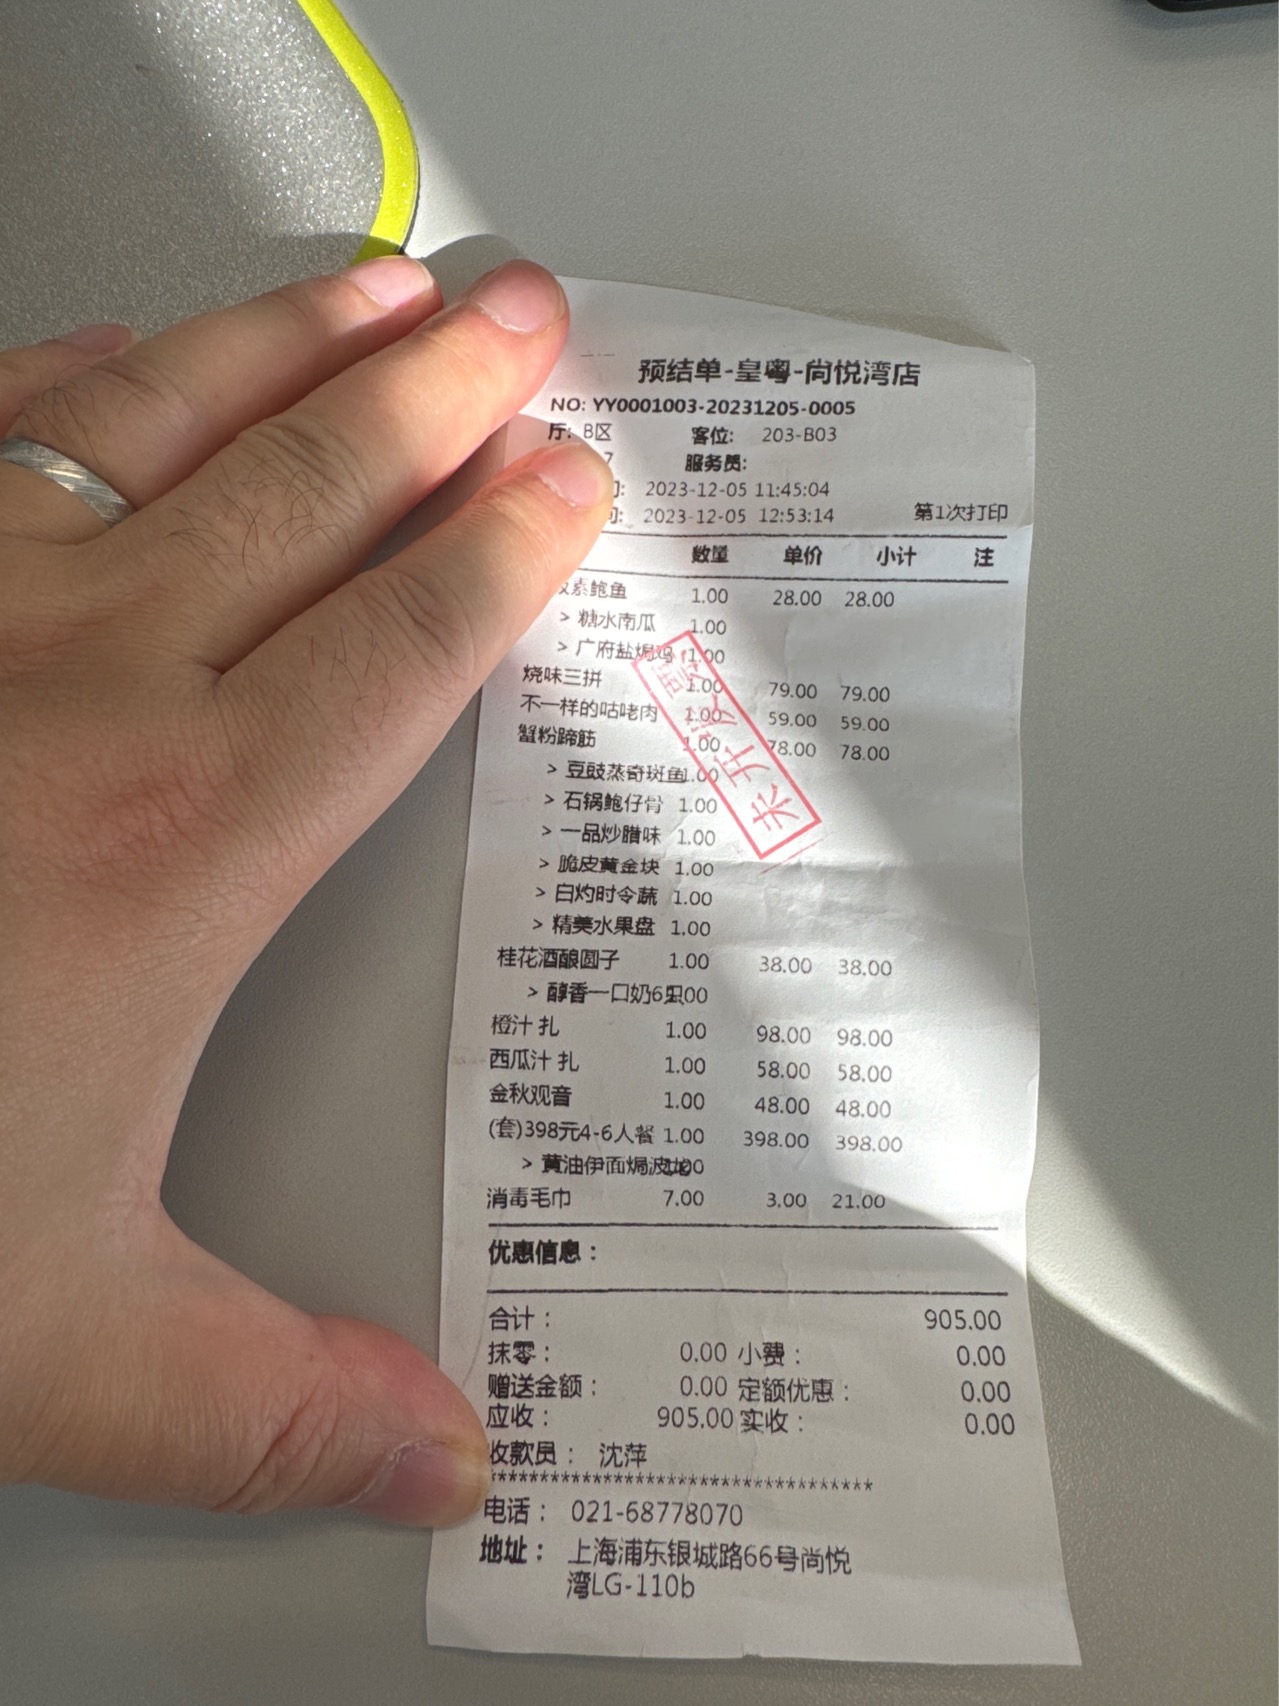 预结单-皇粤-尚悦湾店
NO: YY0001003-20231205-0005
厅: B区 客位: 203-B03
7 服务员:
间: 2023-12-05 11:45:04
间: 2023-12-05 12:53:14 第1次打印
数量 单价 小计 注
素鲍鱼 1.00 28.00 28.00
> 糖水南瓜 1.00
> 广府盐焗鸡 1.00
烧味三拼 1.00 79.00 79.00
不一样的咕咾肉 1.00 59.00 59.00
蟹粉蹄筋 1.00 78.00 78.00
> 豆豉蒸奇斑鱼1.00
> 石锅鲍仔骨 1.00
> 一品炒腊味 1.00
> 脆皮黄金块 1.00
> 白灼时令蔬 1.00
> 精美水果盘 1.00
未开发票
桂花酒酿圆子 1.00 38.00 38.00
> 醇香一口奶6只1.00
橙汁 扎 1.00 98.00 98.00
西瓜汁 扎 1.00 58.00 58.00
金秋观音 1.00 48.00 48.00
(套)398元4-6人餐 1.00 398.00 398.00
> 黄油伊面焗波龙1.00
消毒毛巾 7.00 3.00 21.00
优惠信息：
合计： 905.00
抹零： 0.00 小费： 0.00
赠送金额： 0.00 定额优惠： 0.00
应收： 905.00 实收： 0.00
收款员： 沈萍
***************************************
电话： 021-68778070
地址： 上海浦东银城路66号尚悦
湾LG-110b